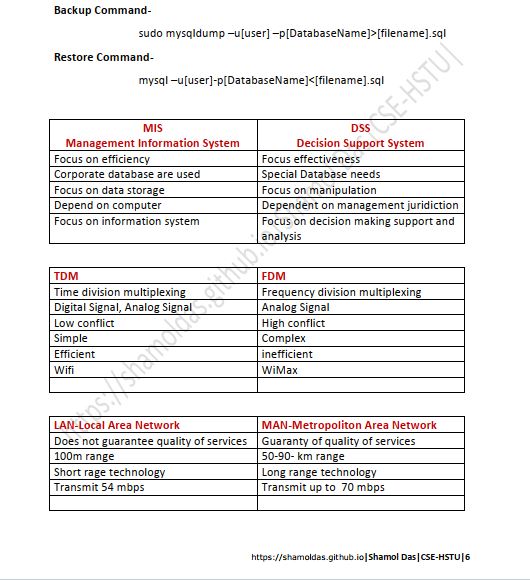 Backup Command-
sudo mysqldump –u[user] –p[DatabaseName]>[filename].sql
Restore Command-
mysql –u[user]-p[DatabaseName]<[filename].sql
MIS DSS
Management Information System Decision Support System
Focus on efficiency Focus effectiveness
Corporate database are used Special Database needs
Focus on data storage Focus on manipulation
Depend on computer Dependent on management juridiction
Focus on information system Focus on decision making support and
analysis
TDM FDM
Time division multiplexing Frequency division multiplexing
Digital Signal, Analog Signal Analog Signal
Low conflict High conflict
Simple Complex
Efficient inefficient
Wifi WiMax
LAN-Local Area Network MAN-Metropoliton Area Network
Does not guarantee quality of services Guaranty of quality of services
100m range 50-90- km range
Short rage technology Long range technology
Transmit 54 mbps Transmit up to 70 mbps
https://shamoldas.github.io|Shamol Das|CSE-HSTU|
https://shamoldas.github.io|Shamol Das|CSE-HSTU|6